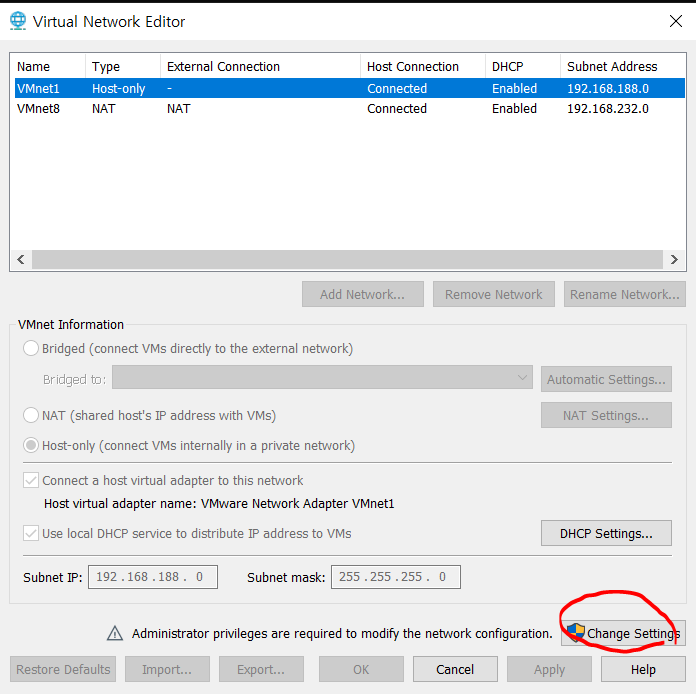 Virtual Network Editor
Name Type External Connection Host Connection DHCP Subnet Address
VMnet1 Host-only - Connected Enabled 192.168.188.0
VMnet8 NAT NAT Connected Enabled 192.168.232.0
Add Network... Remove Network Rename Network...
VMnet Information
Bridged (connect VMs directly to the external network)
Bridged to: Automatic Settings...
NAT (shared host's IP address with VMs) NAT Settings...
Host-only (connect VMs internally in a private network)
Connect a host virtual adapter to this network
Host virtual adapter name: VMware Network Adapter VMnet1
Use local DHCP service to distribute IP address to VMs DHCP Settings...
Subnet IP: 192 . 168 . 188 . 0 Subnet mask: 255 . 255 . 255 . 0
Administrator privileges are required to modify the network configuration. Change Settings
Restore Defaults Import... Export... OK Cancel Apply Help